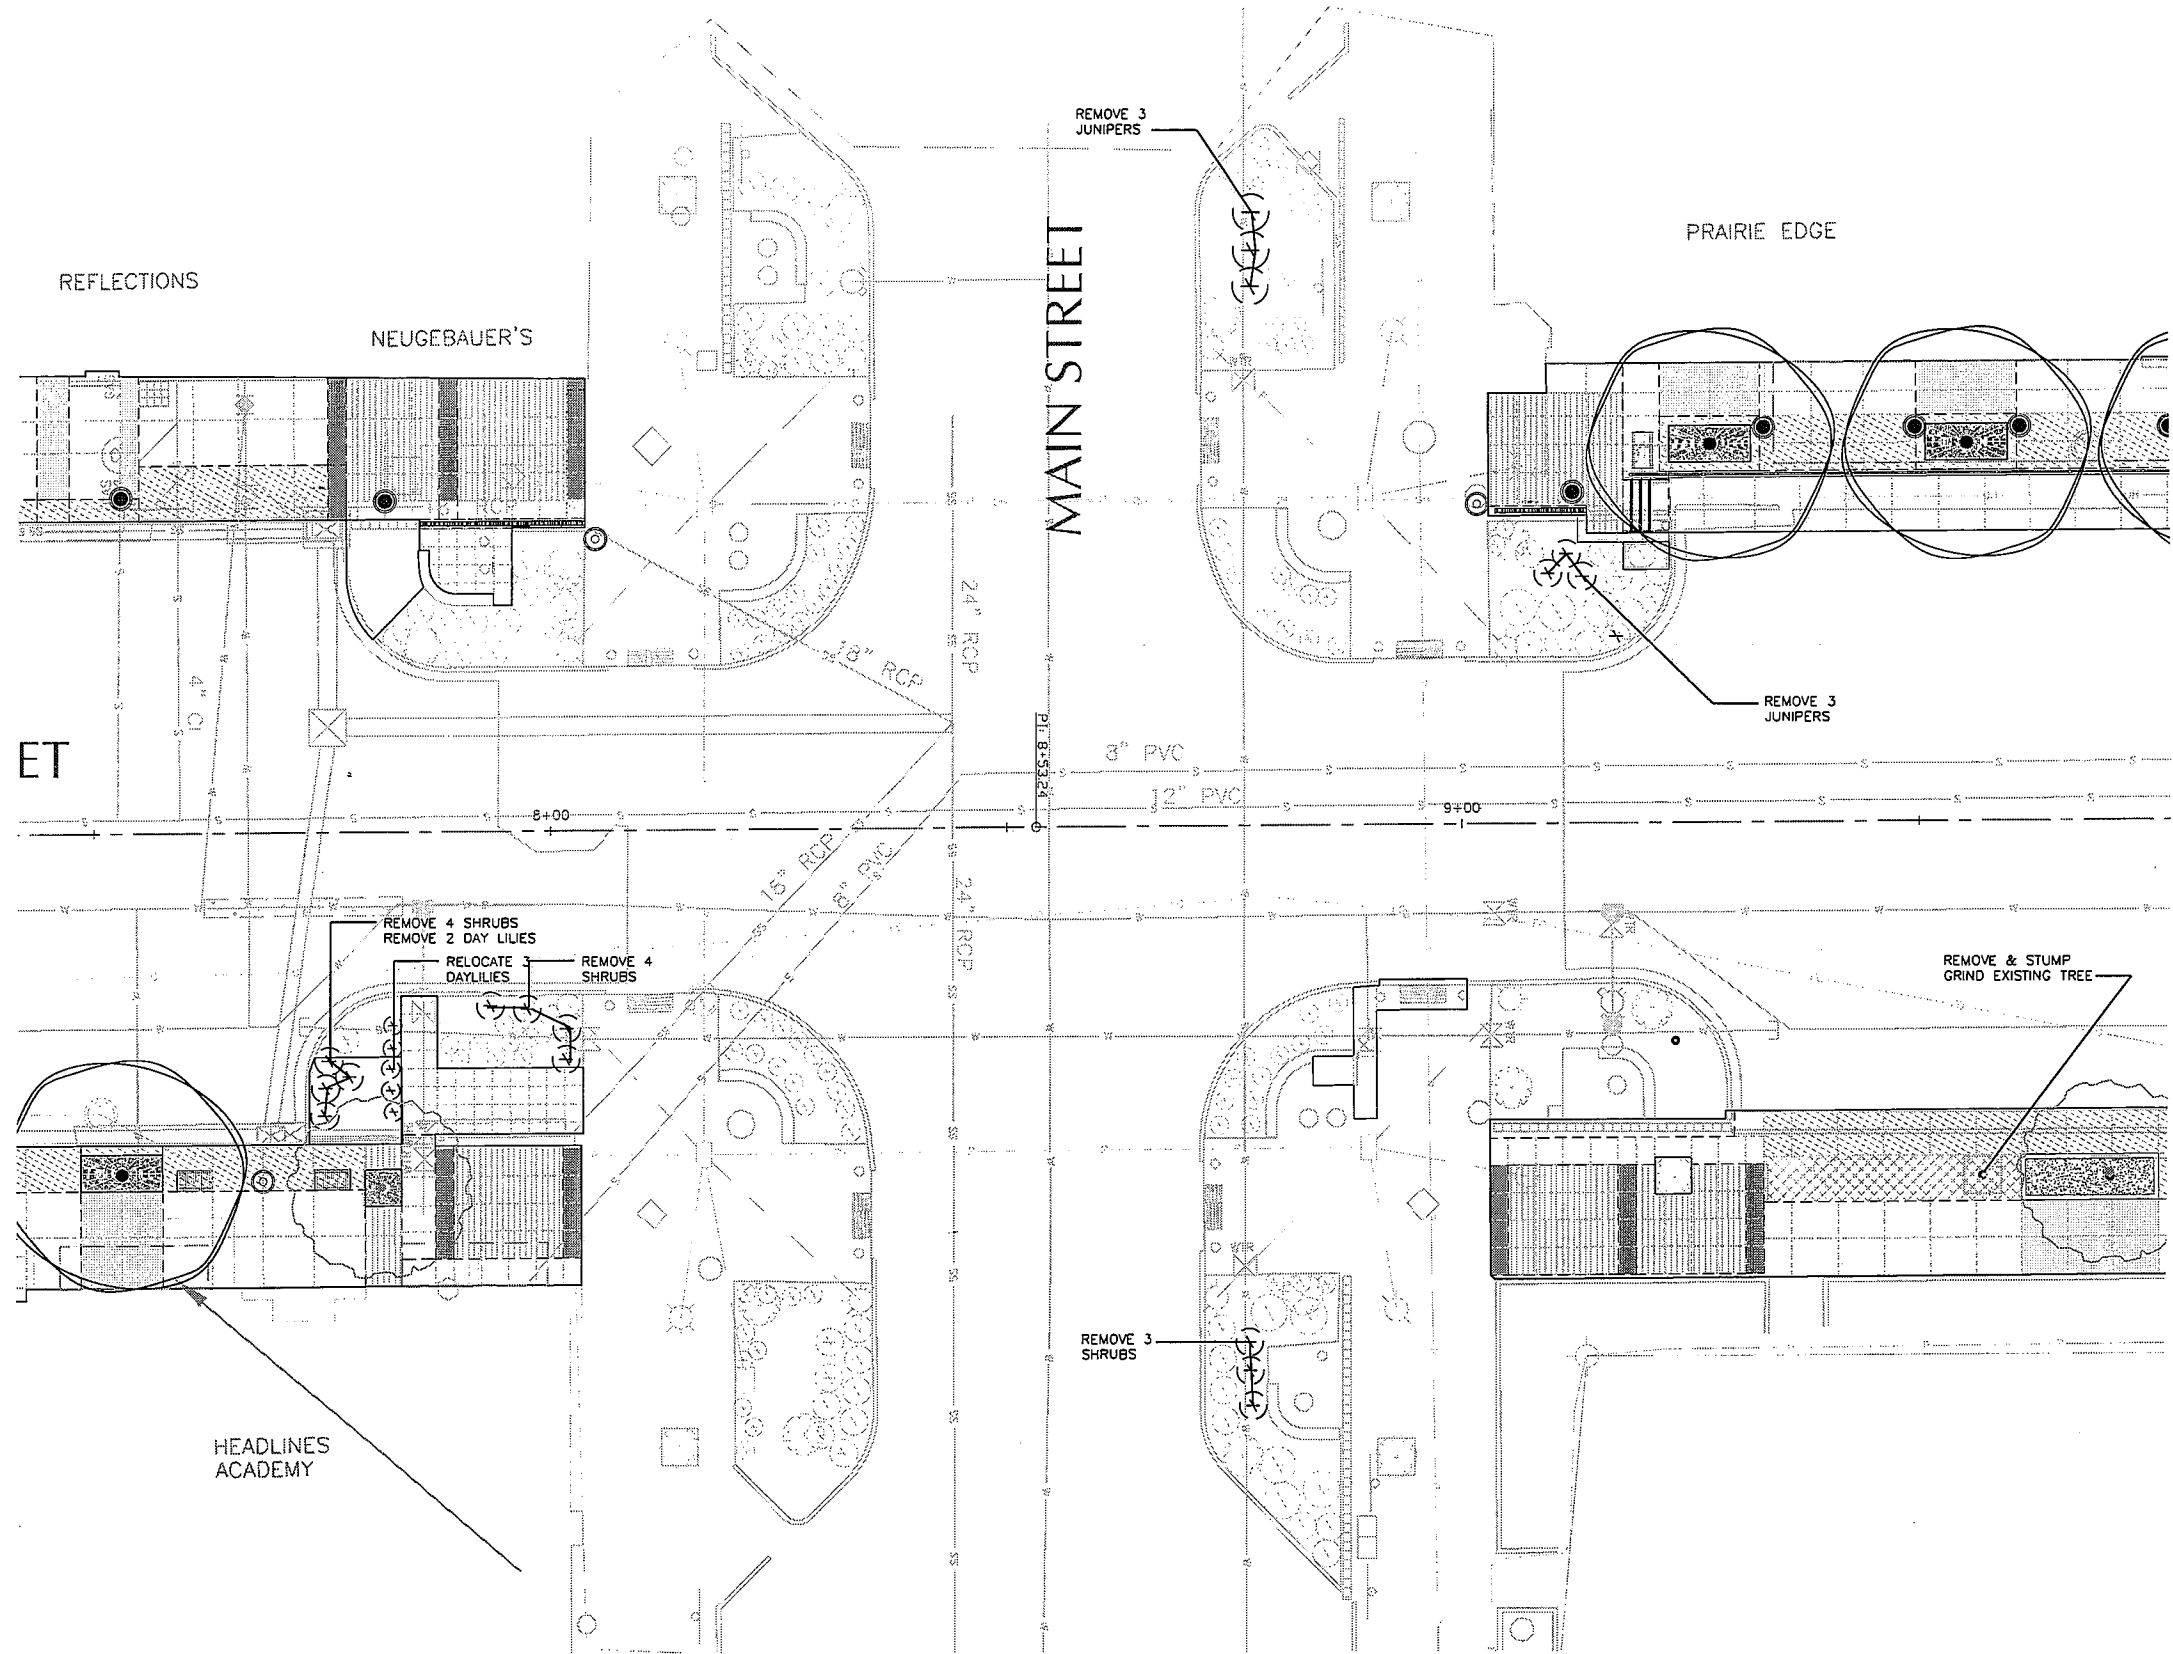 REMOVE 3
JUNIPERS
MAIN STREET
PRAIRIE EDGE
REFLECTIONS
NEUGEBAUER'S
24" RCP
18" RCP
4" CI
REMOVE 3
JUNIPERS
ET
PI: 8+53.24
8" PVC
12" PVC
8+00
9+00
18" RCP
8" PVC
24" RCP
REMOVE 4 SHRUBS
REMOVE 2 DAY LILIES
RELOCATE 3
DAYLILIES
REMOVE 4
SHRUBS
REMOVE & STUMP
GRIND EXISTING TREE
REMOVE 3
SHRUBS
HEADLINES
ACADEMY